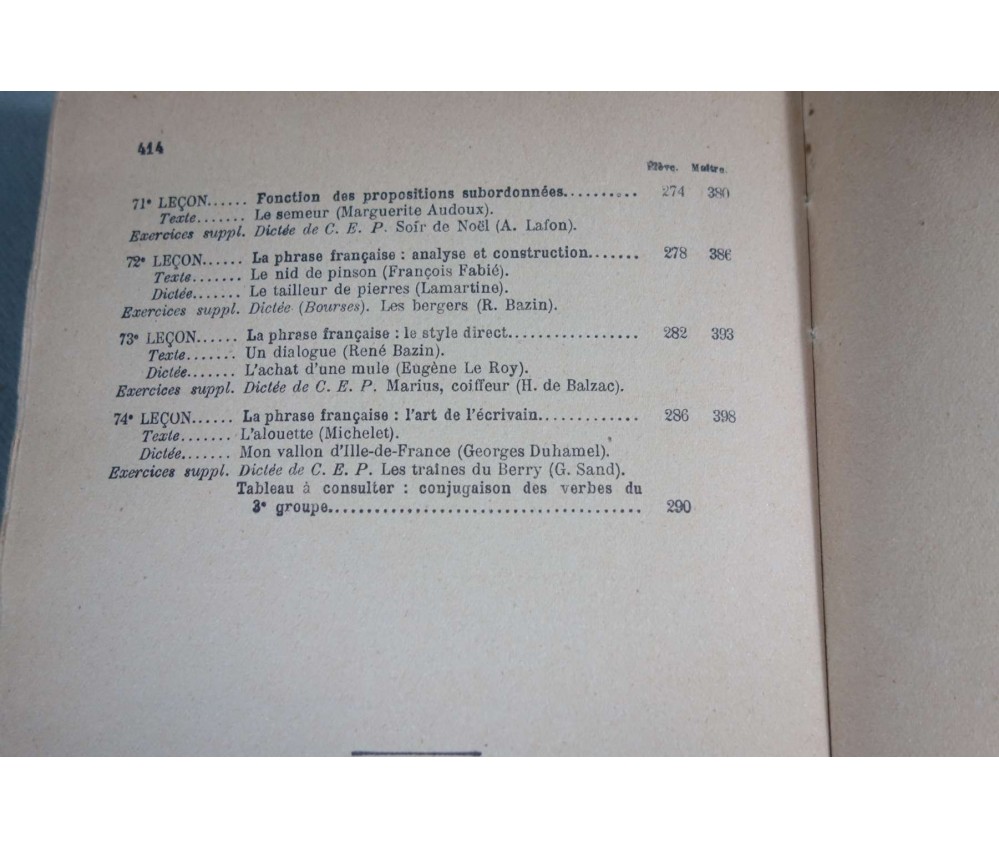 414
Élève. Maître.
71e LEÇON...... Fonction des propositions subordonnées.......... 274 380
Texte....... Le semeur (Marguerite Audoux).
Exercices suppl. Dictée de C. E. P. Soir de Noël (A. Lafon).
72e LEÇON...... La phrase française : analyse et construction....... 278 386
Texte....... Le nid de pinson (François Fabié).
Dictée....... Le tailleur de pierres (Lamartine).
Exercices suppl. Dictée (Bourses). Les bergers (R. Bazin).
73e LEÇON...... La phrase française : le style direct................. 282 393
Texte....... Un dialogue (René Bazin).
Dictée....... L'achat d'une mule (Eugène Le Roy).
Exercices suppl. Dictée de C. E. P. Marius, coiffeur (H. de Balzac).
74e LEÇON...... La phrase française : l'art de l'écrivain............. 286 398
Texte....... L'alouette (Michelet).
Dictée....... Mon vallon d'Ille-de-France (Georges Duhamel).
Exercices suppl. Dictée de C. E. P. Les traînes du Berry (G. Sand).
Tableau à consulter : conjugaison des verbes du
3e groupe....................................... 290